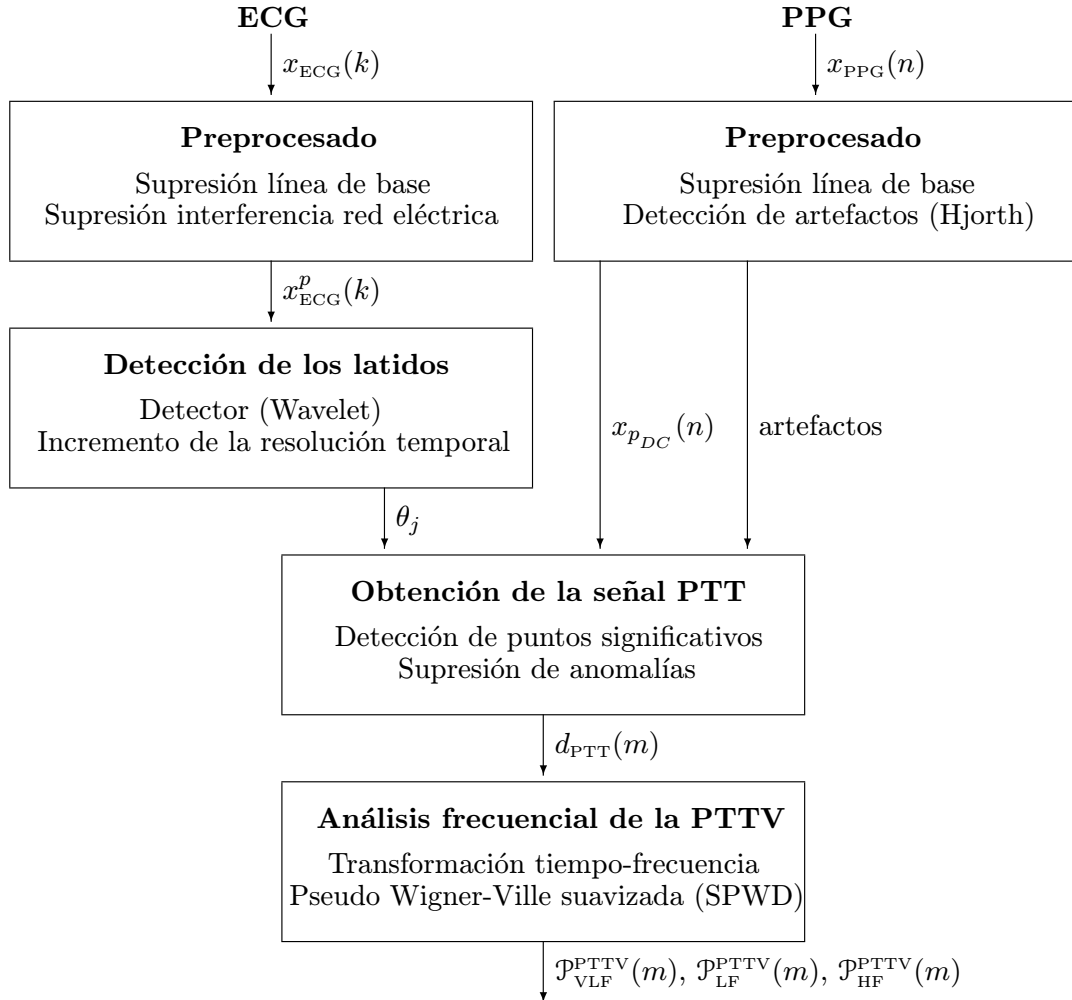 ECG
PPG
x_ECG(k)
x_PPG(n)
Preprocesado
Supresión línea de base
Supresión interferencia red eléctrica
Preprocesado
Supresión línea de base
Detección de artefactos (Hjorth)
x^p_ECG(k)
Detección de los latidos
Detector (Wavelet)
Incremento de la resolución temporal
x_{p_{DC}}(n)
artefactos
θ_j
Obtención de la señal PTT
Detección de puntos significativos
Supresión de anomalías
d_PTT(m)
Análisis frecuencial de la PTTV
Transformación tiempo-frecuencia
Pseudo Wigner-Ville suavizada (SPWD)
𝒫^PTTV_VLF(m), 𝒫^PTTV_LF(m), 𝒫^PTTV_HF(m)